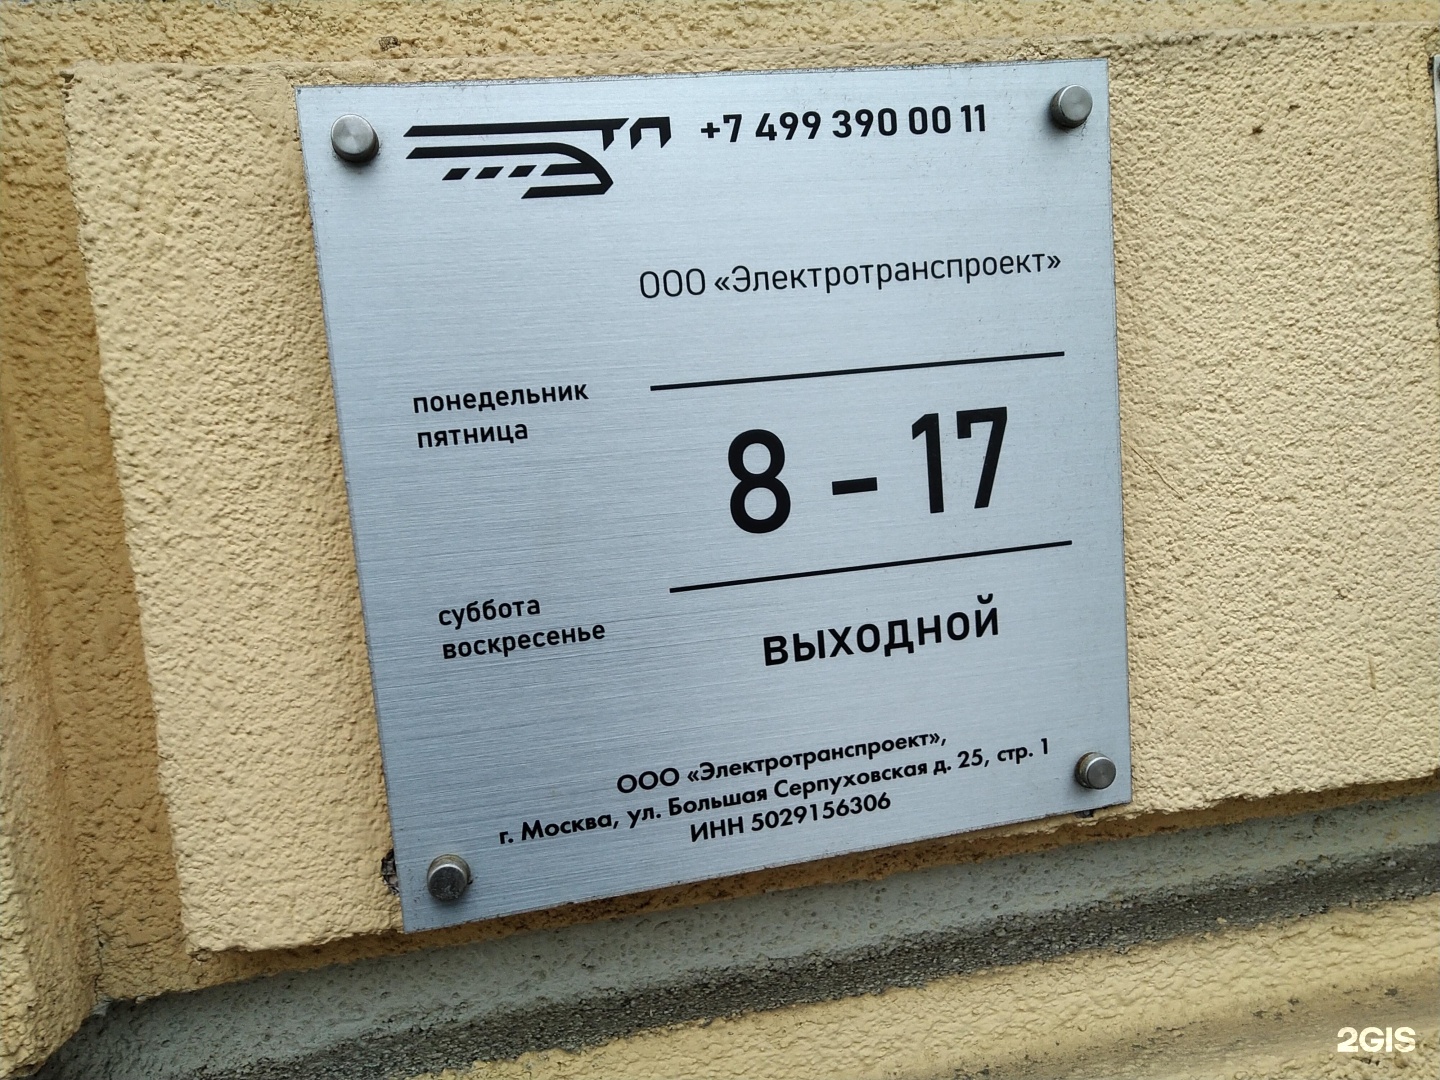 ЭТП +7 499 390 00 11
ООО «Электротранспроект»
понедельник
пятница
8 - 17
суббота
воскресенье
выходной
ООО «Электротранспроект»,
г. Москва, ул. Большая Серпуховская д. 25, стр. 1
ИНН 5029156306
2GIS